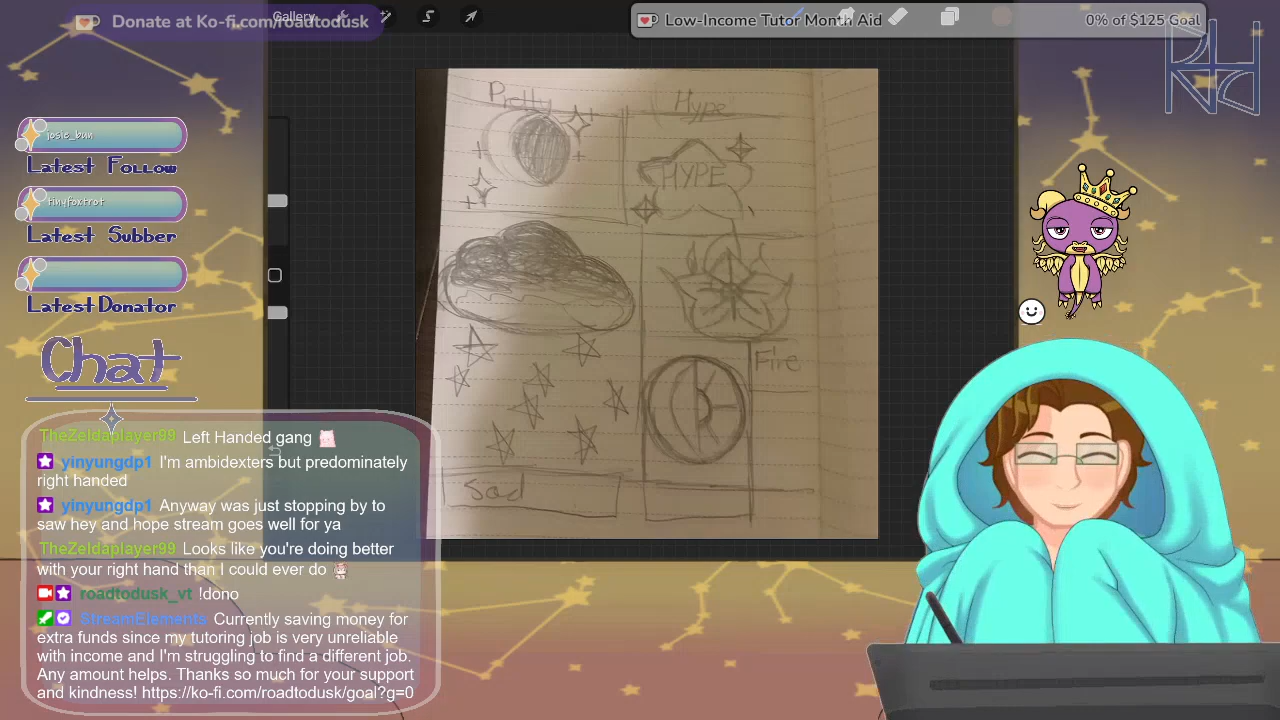 Donate at Ko-fi.com/roadtodusk
Gallery
Low-Income Tutor Month Aid
0% of $125 Goal
josie_bun
Latest Follow
tinyfoxtrot
Latest Subber
Latest Donator
Chat
TheZeldaplayer99 Left Handed gang
yinyungdp1 I'm ambidexters but predominately
right handed
yinyungdp1 Anyway was just stopping by to
saw hey and hope stream goes well for ya
TheZeldaplayer99 Looks like you're doing better
with your right hand than I could ever do
roadtodusk_vt !dono
StreamElements Currently saving money for
extra funds since my tutoring job is very unreliable
with income and I'm struggling to find a different job.
Any amount helps. Thanks so much for your support
and kindness! https://ko-fi.com/roadtodusk/goal?g=0
Pretty
Hype
HYPE
Fire
Sad